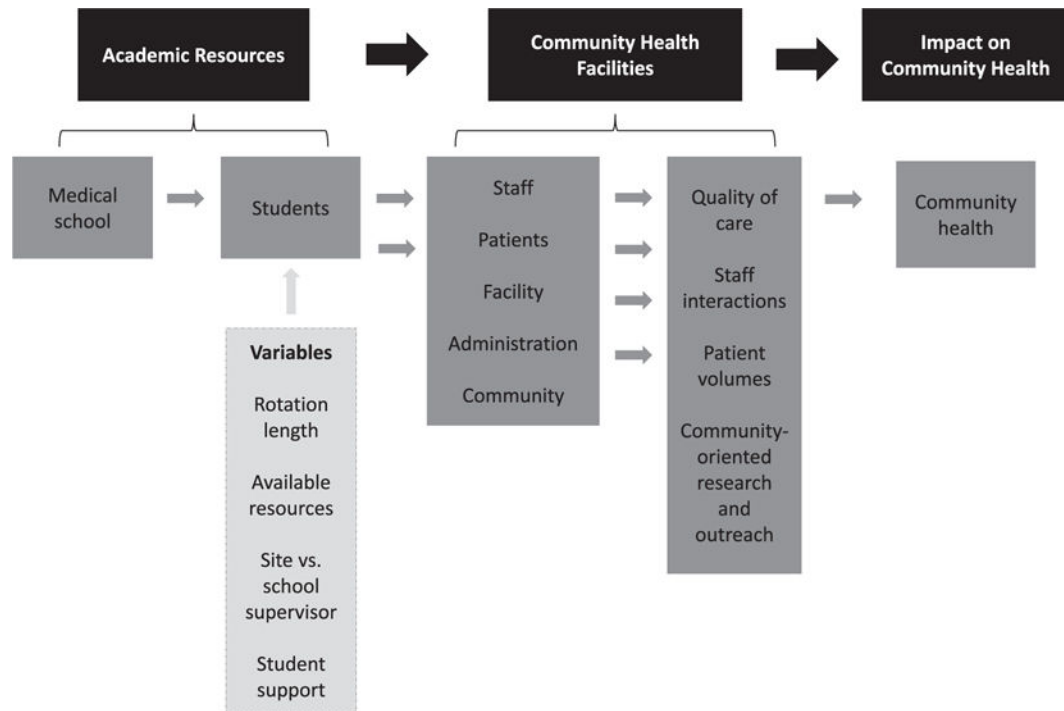 Academic Resources
Community Health
Facilities
Impact on
Community Health
Medical
school
Students
Staff
Patients
Facility
Administration
Community
Quality of
care
Staff
interactions
Patient
volumes
Community-
oriented
research
and
outreach
Community
health
Variables
Rotation
length
Available
resources
Site vs.
school
supervisor
Student
support